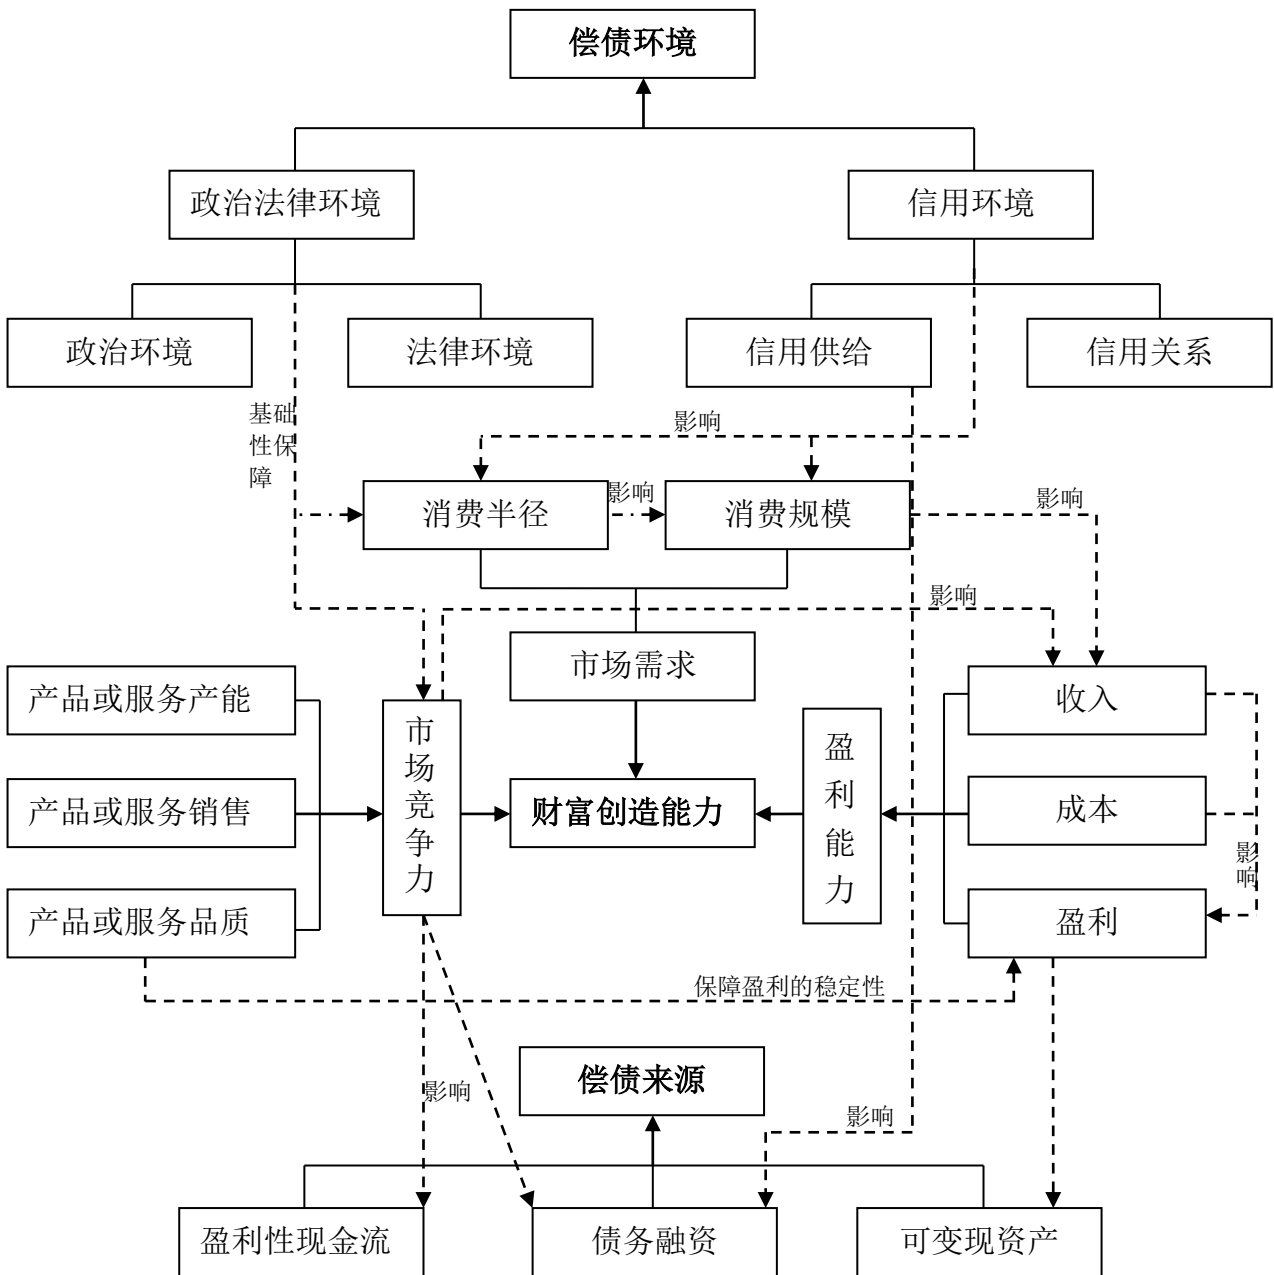 偿债环境
政治法律环境
信用环境
政治环境
法律环境
信用供给
信用关系
基础
性保
障
影响
消费半径
影响
消费规模
影响
影响
市场需求
产品或服务产能
市场竞争力
盈利能力
收入
产品或服务销售
财富创造能力
成本
影响
产品或服务品质
盈利
保障盈利的稳定性
偿债来源
影响
影响
盈利性现金流
债务融资
可变现资产